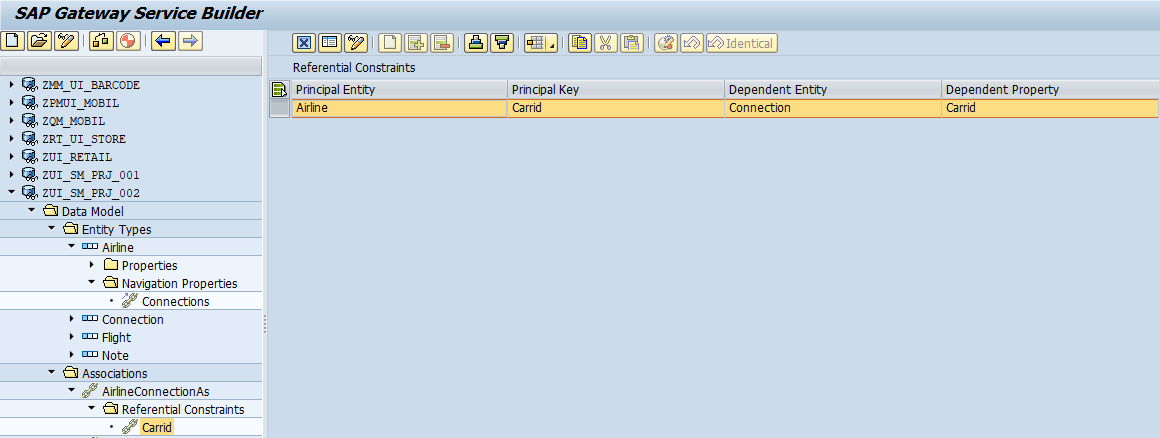 SAP Gateway Service Builder
Identical
Referential Constraints
Principal Entity Principal Key Dependent Entity Dependent Property
Airline Carrid Connection Carrid
ZMM_UI_BARCODE
ZPMUI_MOBIL
ZQM_MOBIL
ZRT_UI_STORE
ZUI_RETAIL
ZUI_SM_PRJ_001
ZUI_SM_PRJ_002
Data Model
Entity Types
Airline
Properties
Navigation Properties
Connections
Connection
Flight
Note
Associations
AirlineConnectionAs
Referential Constraints
Carrid